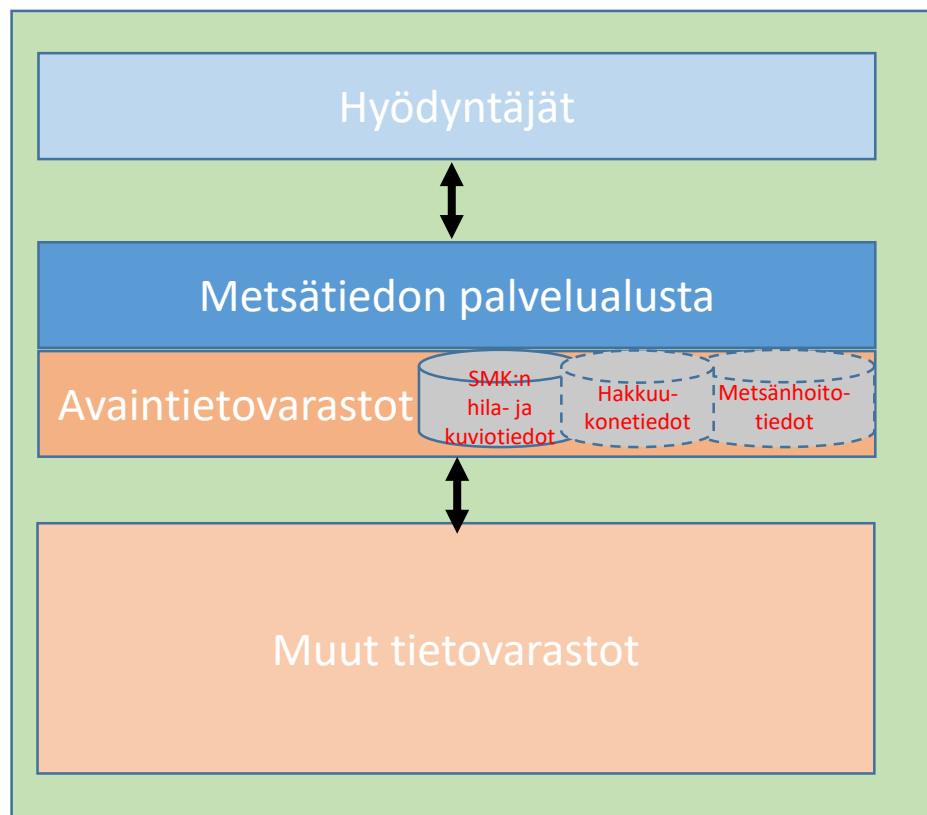 Hyödyntäjät
Metsätiedon palvelualusta
Avaintietovarastot
SMK:n
hila- ja
kuviotiedot
Hakkuu-
konetiedot
Metsänhoito-
tiedot
Muut tietovarastot